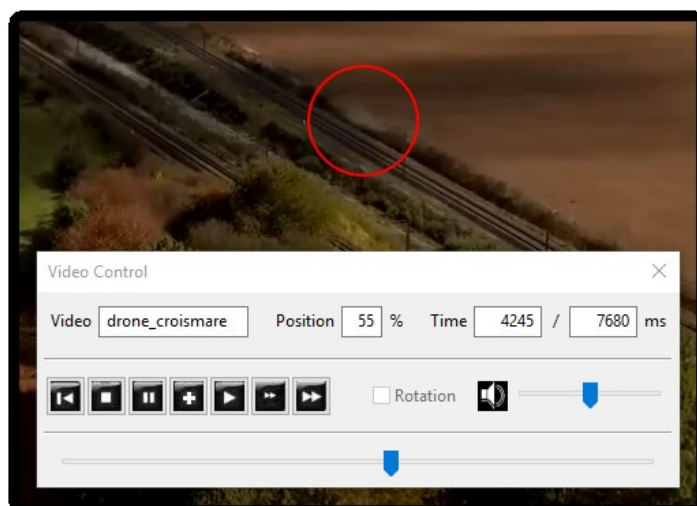 Video Control
Video drone_croismare Position 55 % Time 4245 / 7680 ms
Rotation